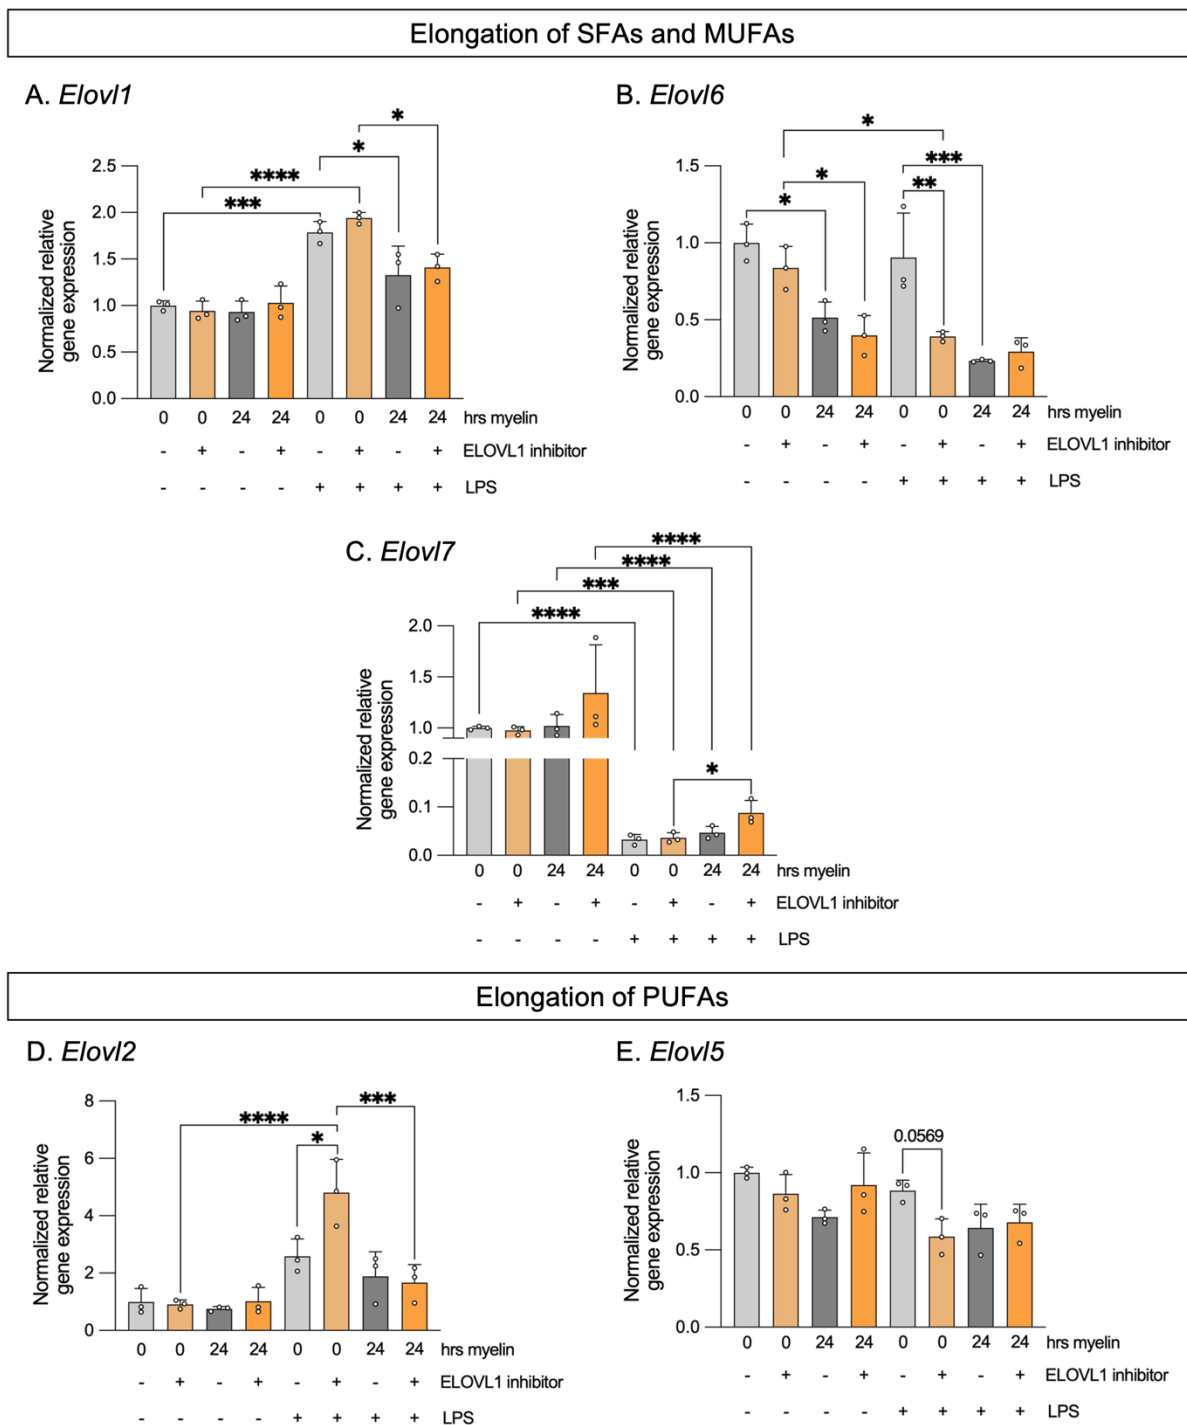 Elongation of SFAs and MUFAs
A. Elovl1
B. Elovl6
Normalized relative
gene expression
2.5
2.0
1.5
1.0
0.5
0.0
***
****
*
*
0 0 24 24 0 0 24 24 hrs myelin
- + - + - + - + ELOVL1 inhibitor
- - - - + + + + LPS
Normalized relative
gene expression
1.5
1.0
0.5
0.0
*
*
*
**
***
0 0 24 24 0 0 24 24 hrs myelin
- + - + - + - + ELOVL1 inhibitor
- - - - + + + + LPS
C. Elovl7
Normalized relative
gene expression
2.0
1.5
1.0
0.2
0.1
0.0
****
****
***
****
*
0 0 24 24 0 0 24 24 hrs myelin
- + - + - + - + ELOVL1 inhibitor
- - - - + + + + LPS
Elongation of PUFAs
D. Elovl2
E. Elovl5
Normalized relative
gene expression
8
6
4
2
0
****
***
*
0 0 24 24 0 0 24 24 hrs myelin
- + - + - + - + ELOVL1 inhibitor
- - - - + + + + LPS
Normalized relative
gene expression
1.5
1.0
0.5
0.0
0.0569
0 0 24 24 0 0 24 24 hrs myelin
- + - + - + - + ELOVL1 inhibitor
- - - - + + + + LPS